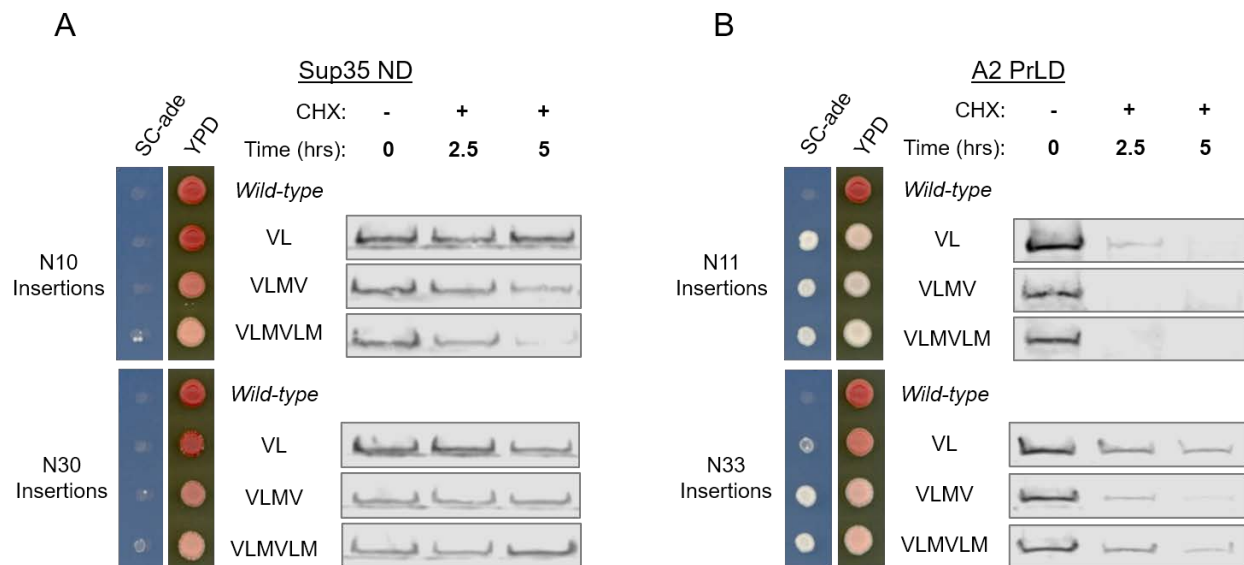 A
Sup35 ND
SC-ade
YPD
CHX: - + +
Time (hrs): 0 2.5 5
N10
Insertions
Wild-type
VL
VLMV
VLMVLM
N30
Insertions
Wild-type
VL
VLMV
VLMVLM
B
A2 PrLD
SC-ade
YPD
CHX: - + +
Time (hrs): 0 2.5 5
N11
Insertions
Wild-type
VL
VLMV
VLMVLM
N33
Insertions
Wild-type
VL
VLMV
VLMVLM